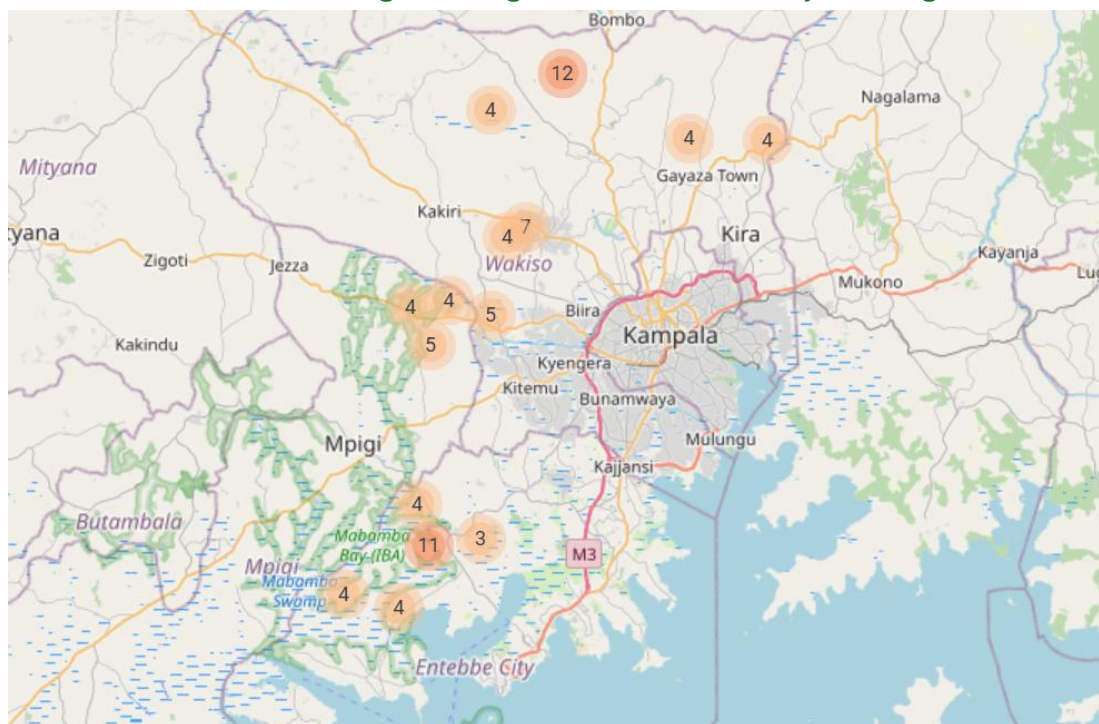 Bombo
12
4
Nagalama
4
4
Mityana
Gayaza Town
Kakiri
7
4
Kira
tyana
Wakiso
Zigoti
Jezza
Kayanja
Mukono
4
4
5
Biira
Kampala
Kakindu
5
Kyengera
Kitemu
Bunamwaya
Mpigi
Mulungu
Kajjansi
4
Butambala
Mabamba
Bay (IBA)
11
3
M3
Mpigi
Mabamba
Swamp
4
4
Entebbe City